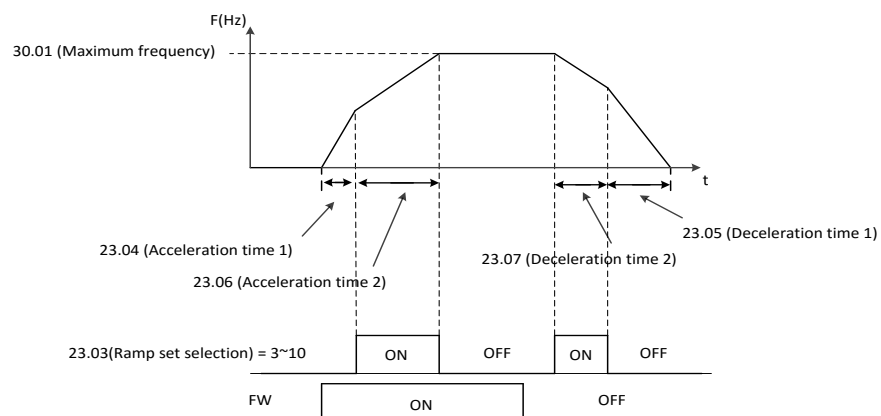 F(Hz)
30.01 (Maximum frequency)
t
23.04 (Acceleration time 1)
23.05 (Deceleration time 1)
23.06 (Acceleration time 2)
23.07 (Deceleration time 2)
23.03(Ramp set selection) = 3~10 ON OFF ON OFF
FW ON OFF